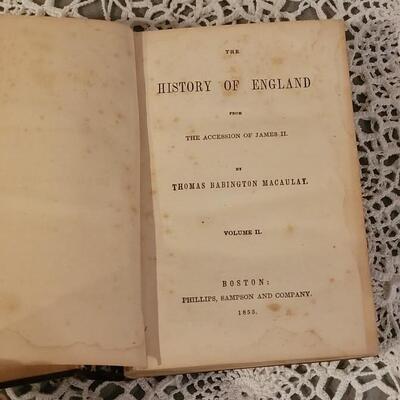 THE
HISTORY OF ENGLAND
FROM
THE ACCESSION OF JAMES II.
BY
THOMAS BABINGTON MACAULAY.
VOLUME II.
BOSTON:
PHILLIPS, SAMPSON AND COMPANY.
1853.